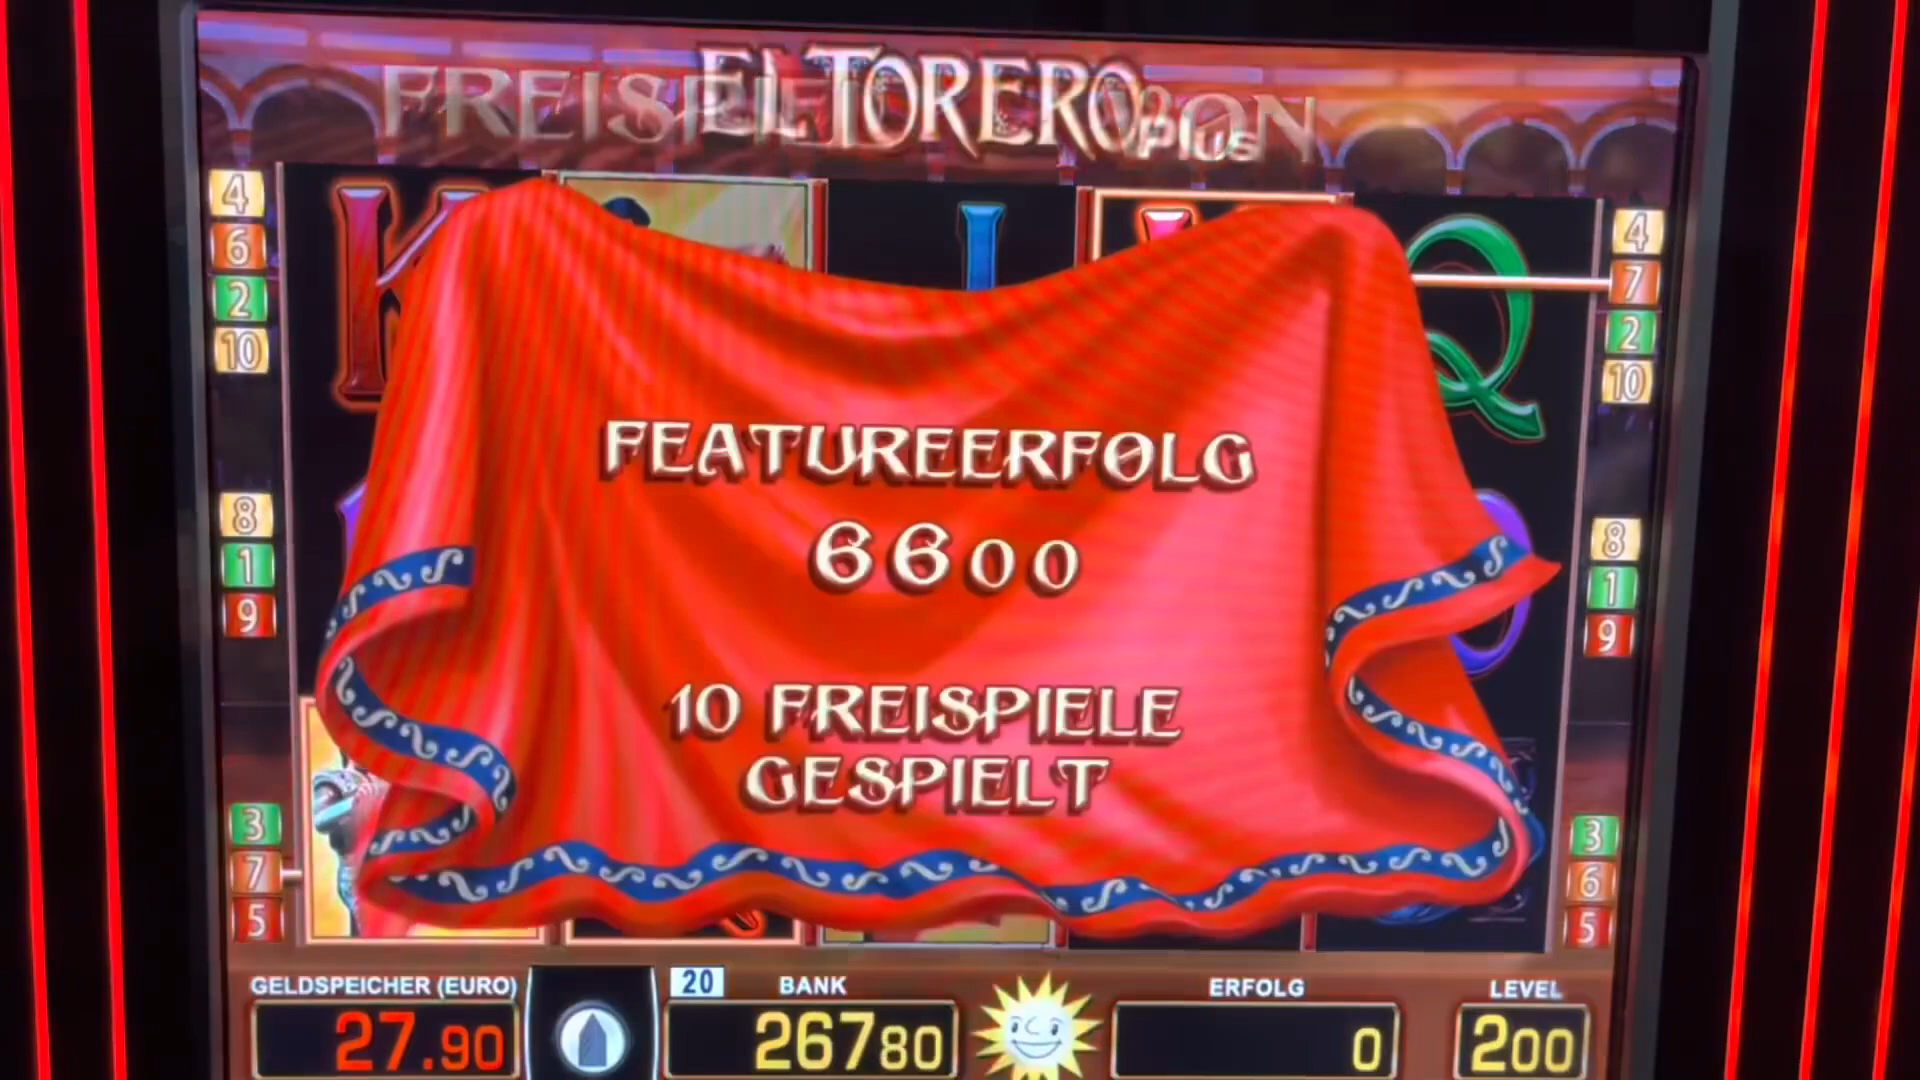 EL TORERO Plus
FREISPIEL VON
K J Q
4 4
6 7
2 2
10 10
8 8
1 1
9 9
3 3
7 6
5 5
FEATUREERFOLG
6600
10 FREISPIELE
GESPIELT
GELDSPEICHER (EURO) 20 BANK ERFOLG LEVEL
27.90 26780 0 200